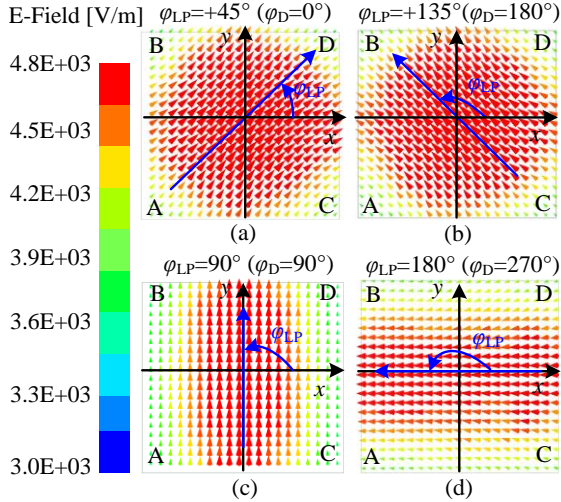 E-Field [V/m]
4.8E+03
4.5E+03
4.2E+03
3.9E+03
3.6E+03
3.3E+03
3.0E+03
φLP=+45° (φD=0°)
B y D
φLP
x
A C
(a)
φLP=+135°(φD=180°)
B y D
φLP
x
A C
(b)
φLP=90° (φD=90°)
B y D
φLP
x
A C
(c)
φLP=180° (φD=270°)
B y D
φLP
x
A C
(d)